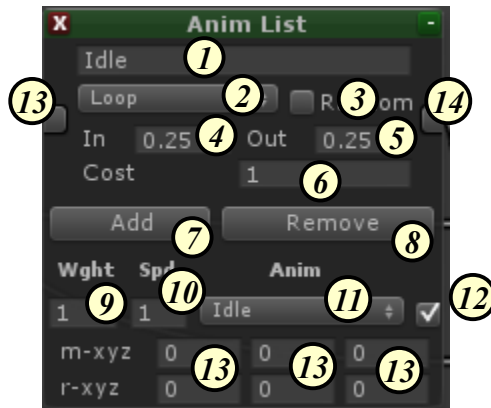 X Anim List -
Idle 1
Loop 2 3
13 14
In 0.25 4 Out 0.25 5
Cost 1 6
Add 7 Remove 8
Wght Spd Anim
1 9 1 10 Idle 11 12
m-xyz 0 0 0
13 13 13
r-xyz 0 0 0